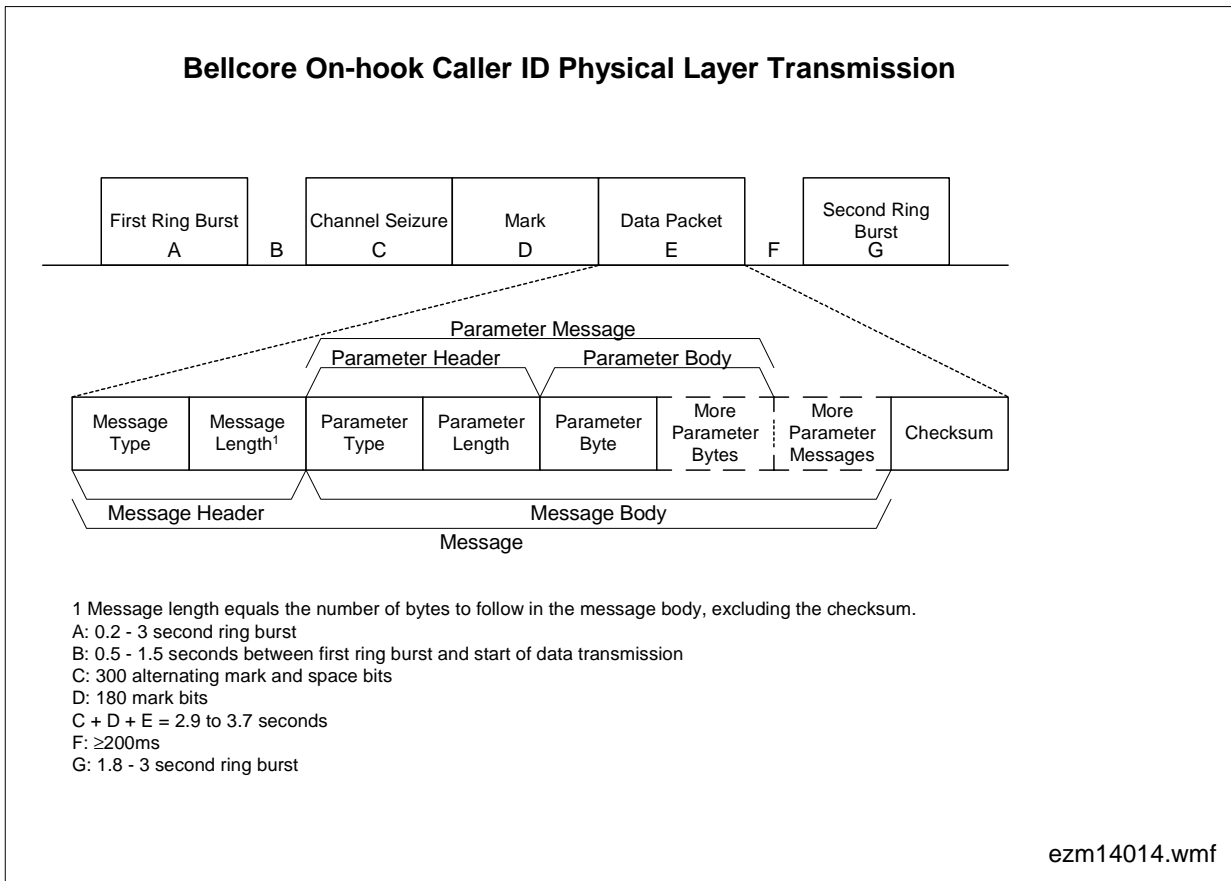 Bellcore On-hook Caller ID Physical Layer Transmission
First Ring Burst
A
B
Channel Seizure
C
Mark
D
Data Packet
E
F
Second Ring
Burst
G
Parameter Message
Parameter Header
Parameter Body
Message
Type
Message
Length1
Parameter
Type
Parameter
Length
Parameter
Byte
More
Parameter
Bytes
More
Parameter
Messages
Checksum
Message Header
Message Body
Message
1 Message length equals the number of bytes to follow in the message body, excluding the checksum.
A: 0.2 - 3 second ring burst
B: 0.5 - 1.5 seconds between first ring burst and start of data transmission
C: 300 alternating mark and space bits
D: 180 mark bits
C + D + E = 2.9 to 3.7 seconds
F: ≥200ms
G: 1.8 - 3 second ring burst
ezm14014.wmf